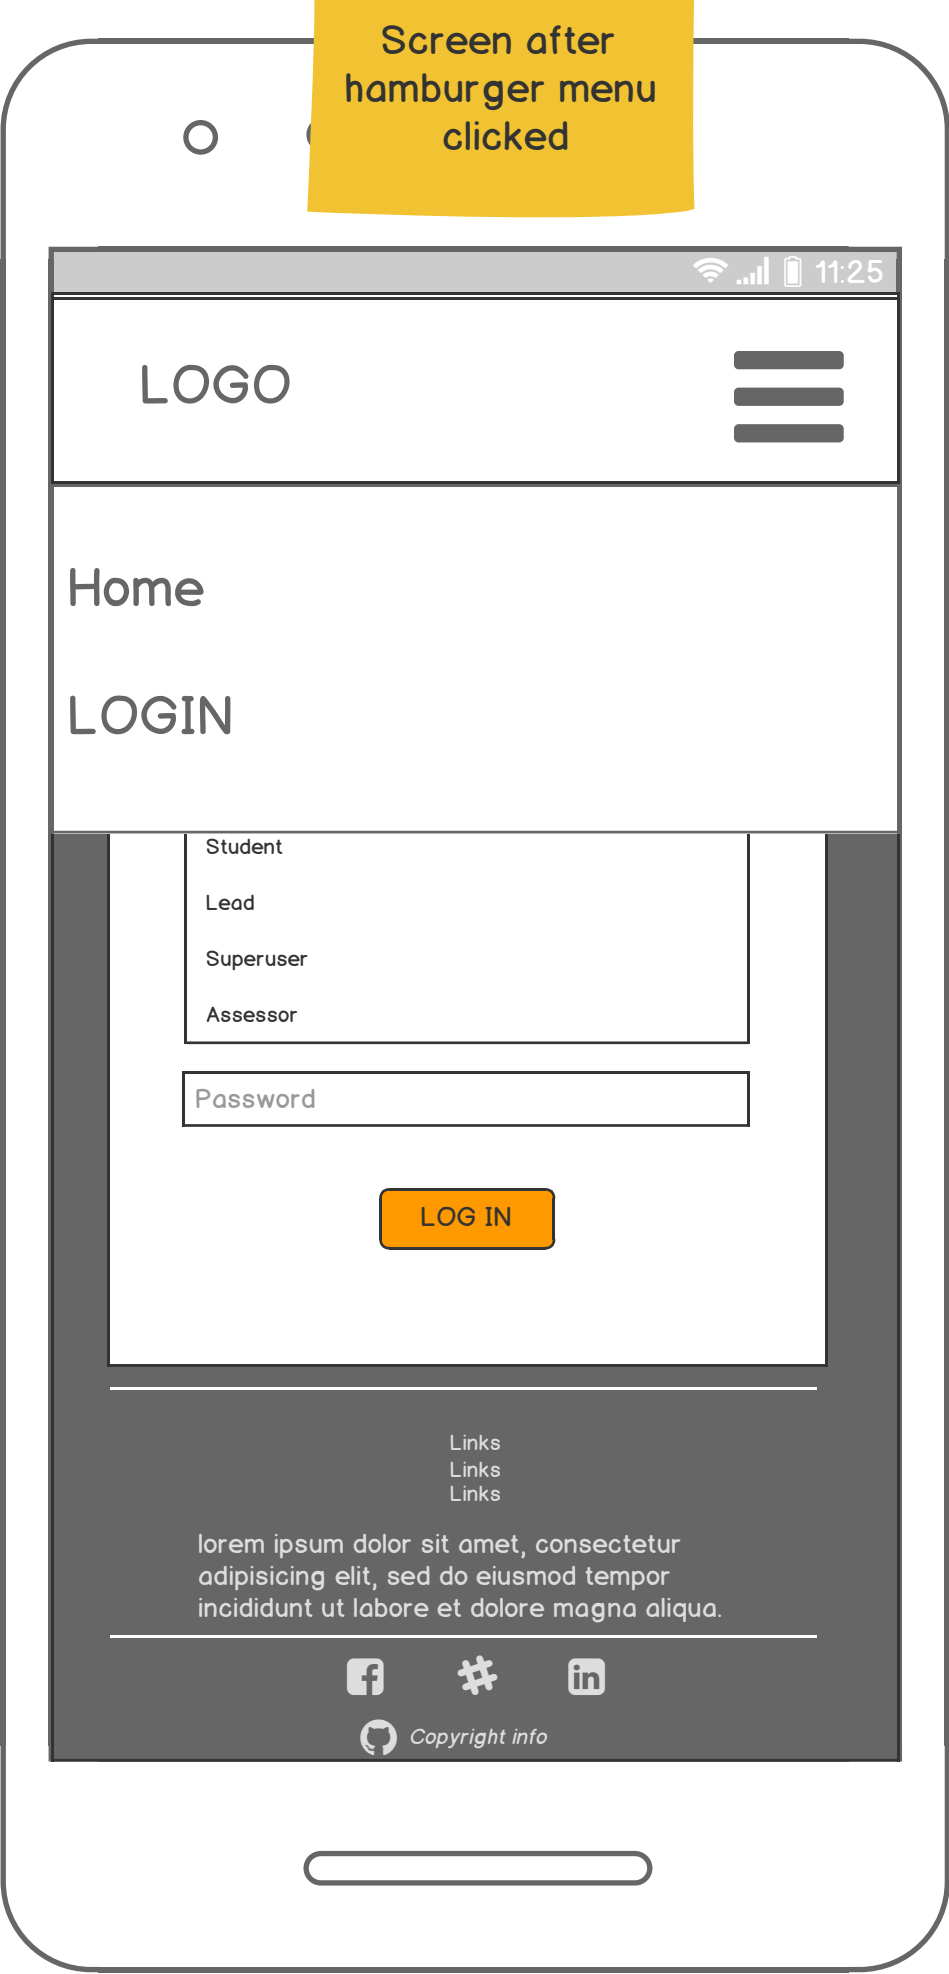 Screen after
hamburger menu
clicked
11:25
LOGO
Home
LOGIN
Student
Lead
Superuser
Assessor
Password
LOG IN
Links
Links
Links
lorem ipsum dolor sit amet, consectetur
adipisicing elit, sed do eiusmod tempor
incididunt ut labore et dolore magna aliqua.
Copyright info